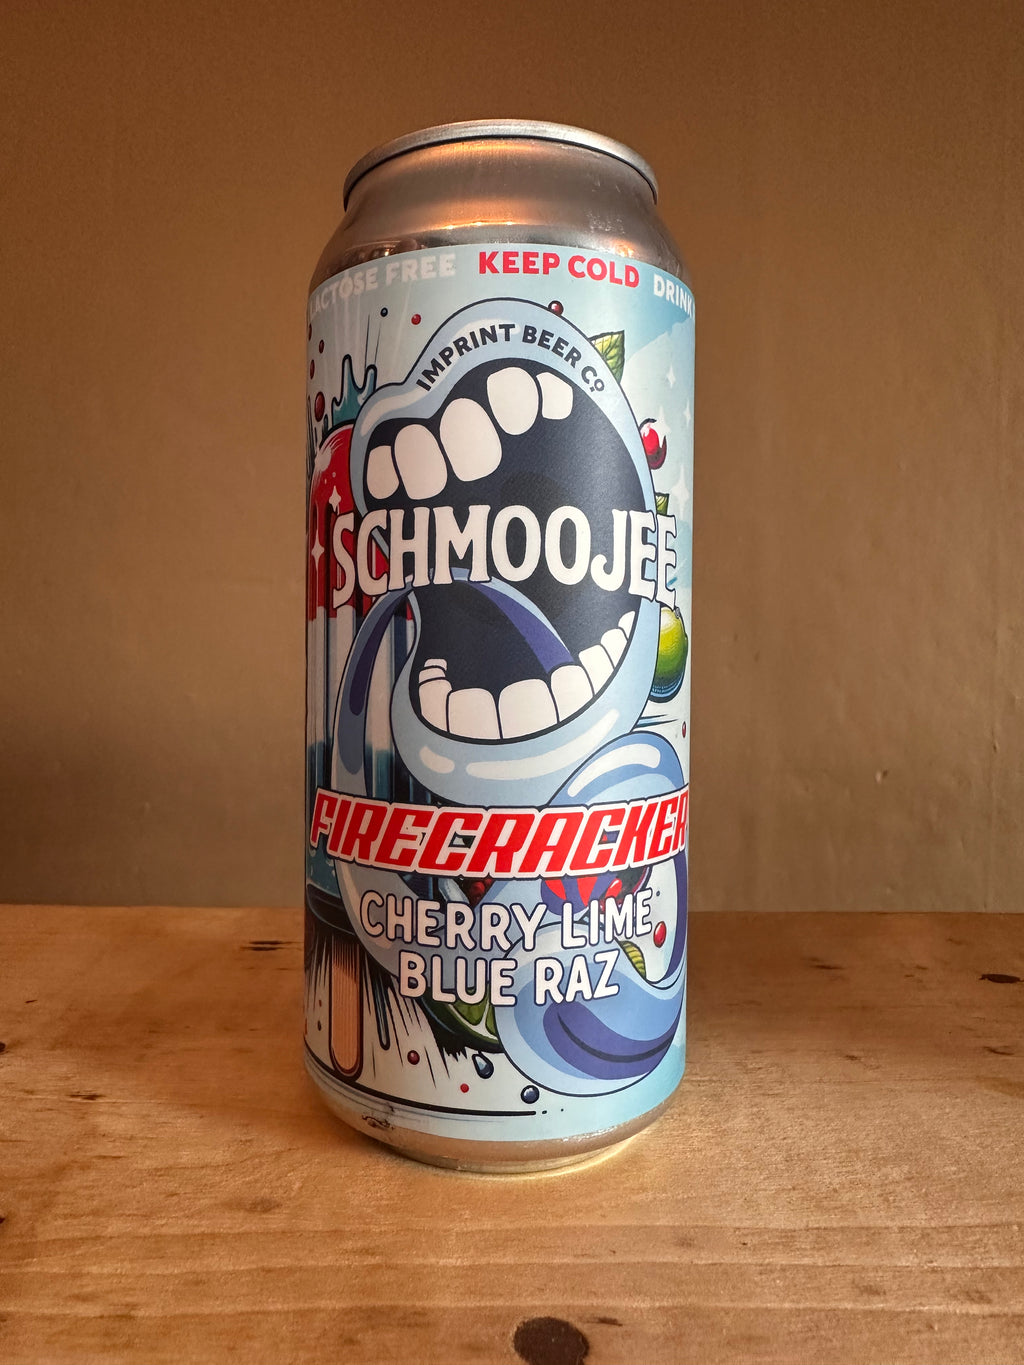 LACTOSE FREE KEEP COLD DRINK
IMPRINT BEER CO
SCHMOOJEE
FIRECRACKER
CHERRY LIME
BLUE RAZ